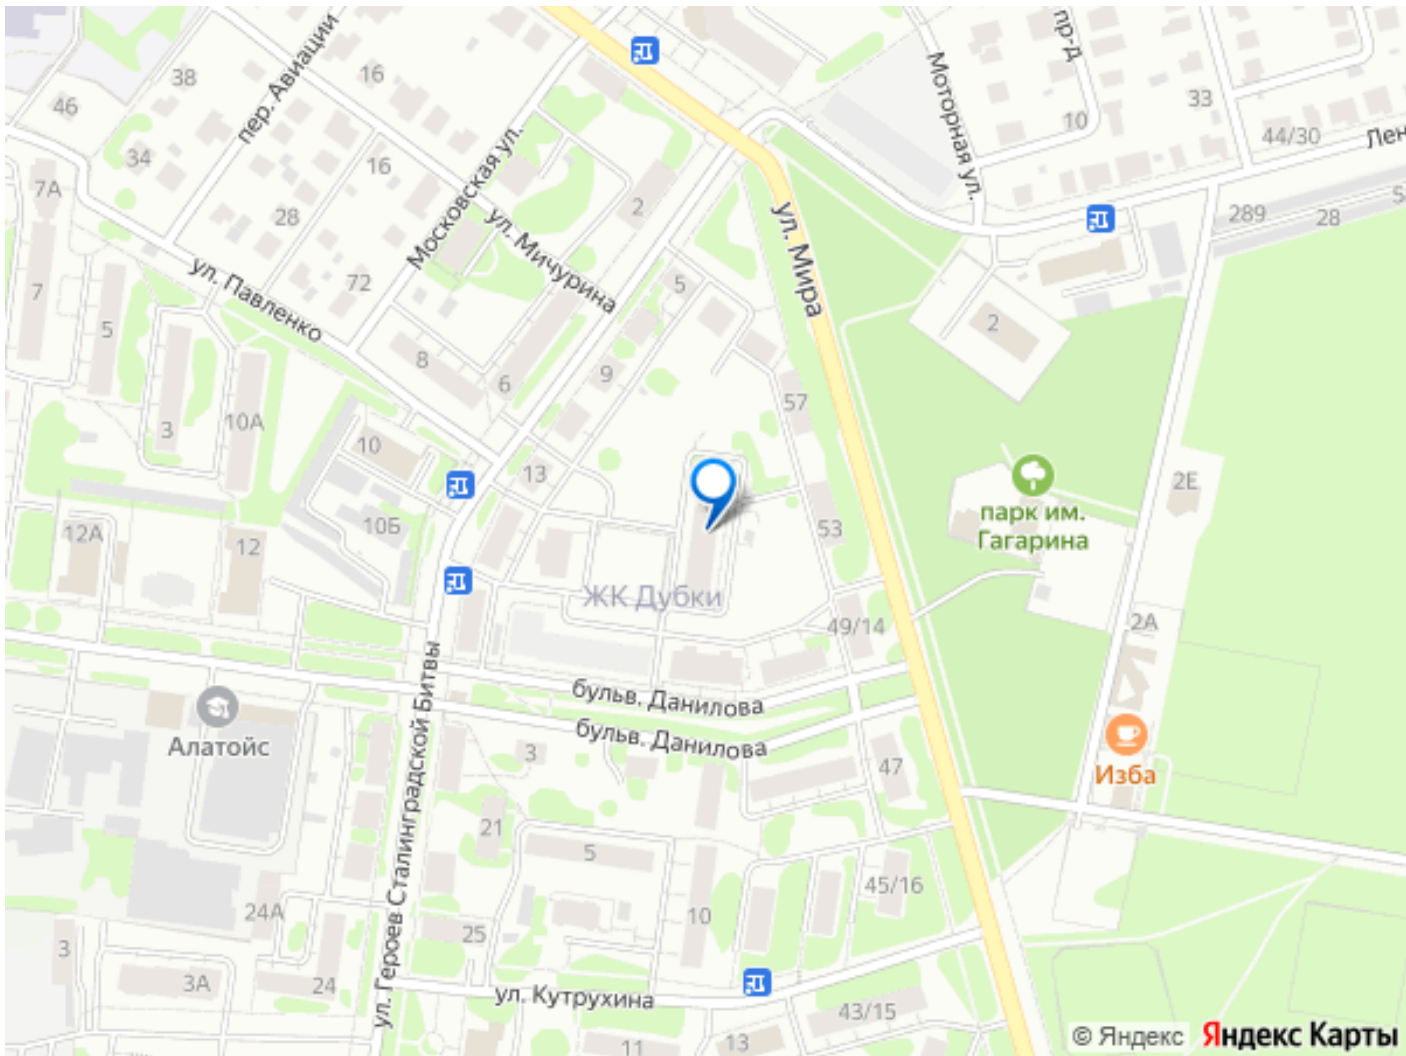 46
38
16
пер. Авиации
34
16
28
72
Московская ул.
ул. Мичурина
7А
7
5
3
10А
ул. Павленко
8
6
2
5
9
ул. Мира
57
53
49/14
Моторная ул.
пр-д
10
33
44/30
Лен
289
28
5
2
2Е
парк им.
Гагарина
2А
Изба
10
10Б
12А
12
13
ЖК Дубки
бульв. Данилова
бульв. Данилова
ул. Героев Сталинградской Битвы
Алатойс
3
21
5
47
45/16
10
24А
25
3
3А
24
ул. Кутрухина
43/15
13
11
© Яндекс
Яндекс Карты